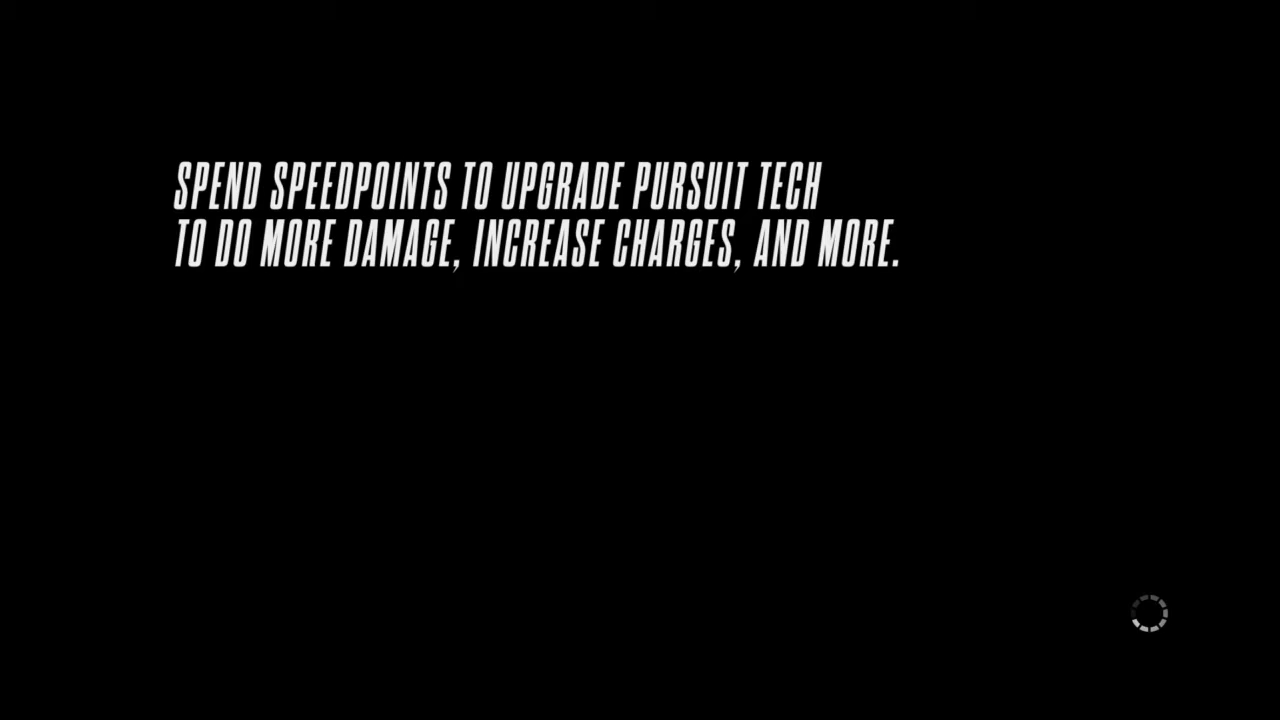 SPEND SPEEDPOINTS TO UPGRADE PURSUIT TECH
TO DO MORE DAMAGE, INCREASE CHARGES, AND MORE.